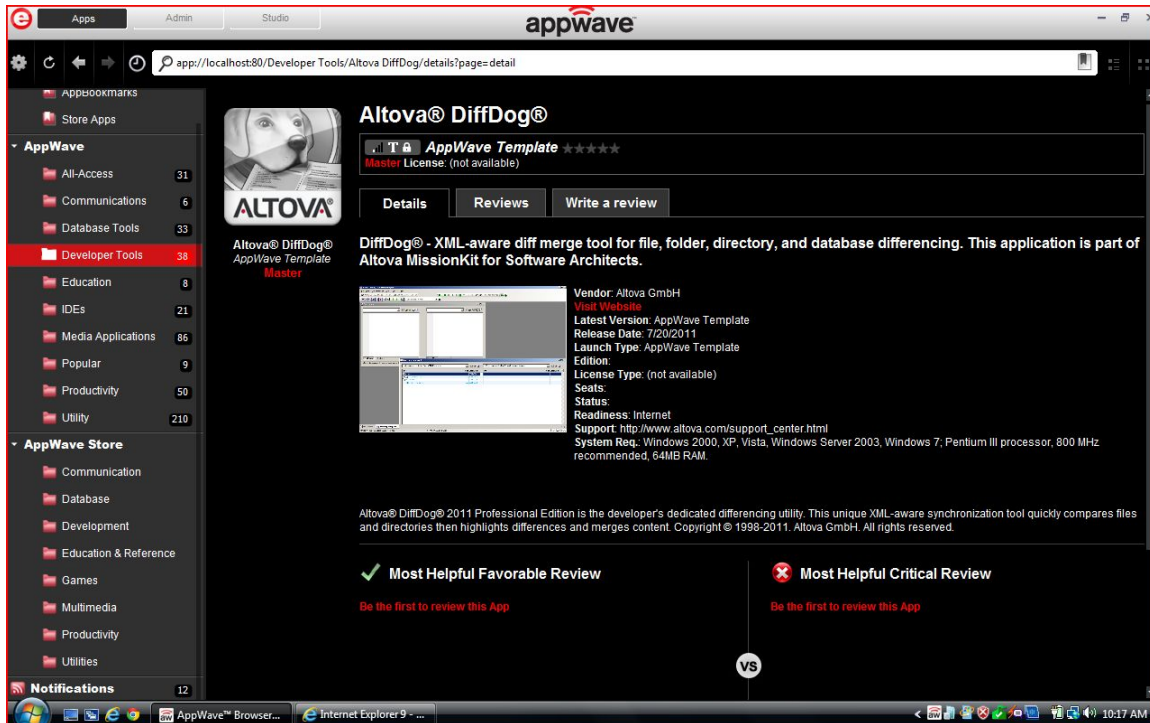 Apps
Admin
Studio
appwave
app://localhost:80/Developer Tools/Altova DiffDog/details?page=detail
AppBookmarks
Store Apps
AppWave
All-Access 31
Communications 6
Database Tools 33
Developer Tools 38
Education 8
IDEs 21
Media Applications 86
Popular 9
Productivity 50
Utility 210
AppWave Store
Communication
Database
Development
Education & Reference
Games
Multimedia
Productivity
Utilities
Notifications 12
ALTOVA®
Altova® DiffDog®
AppWave Template
Master
Altova® DiffDog®
T AppWave Template
Master License: (not available)
Details
Reviews
Write a review
DiffDog® - XML-aware diff merge tool for file, folder, directory, and database differencing. This application is part of
Altova MissionKit for Software Architects.
Vendor: Altova GmbH
Visit Website
Latest Version: AppWave Template
Release Date: 7/20/2011
Launch Type: AppWave Template
Edition:
License Type: (not available)
Seats:
Status:
Readiness: Internet
Support: http://www.altova.com/support_center.html
System Req.: Windows 2000, XP, Vista, Windows Server 2003, Windows 7; Pentium III processor, 800 MHz
recommended, 64MB RAM.
Altova® DiffDog® 2011 Professional Edition is the developer's dedicated differencing utility. This unique XML-aware synchronization tool quickly compares files
and directories then highlights differences and merges content. Copyright © 1998-2011. Altova GmbH. All rights reserved.
Most Helpful Favorable Review
Be the first to review this App
VS
Most Helpful Critical Review
Be the first to review this App
AppWave™ Browser...
Internet Explorer 9 - ...
10:17 AM